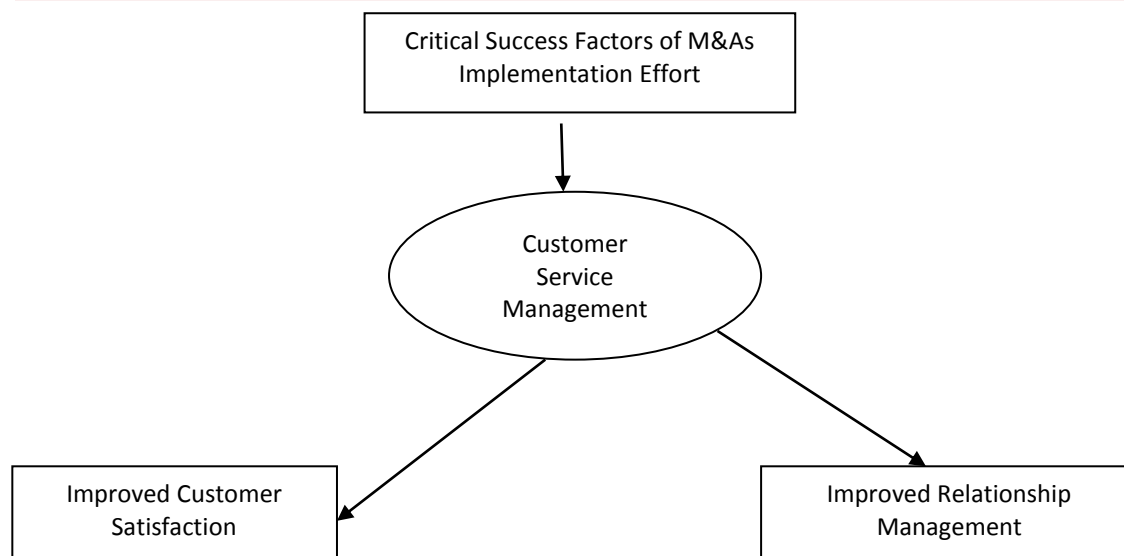 Critical Success Factors of M&As
Implementation Effort
Customer
Service
Management
Improved Customer
Satisfaction
Improved Relationship
Management